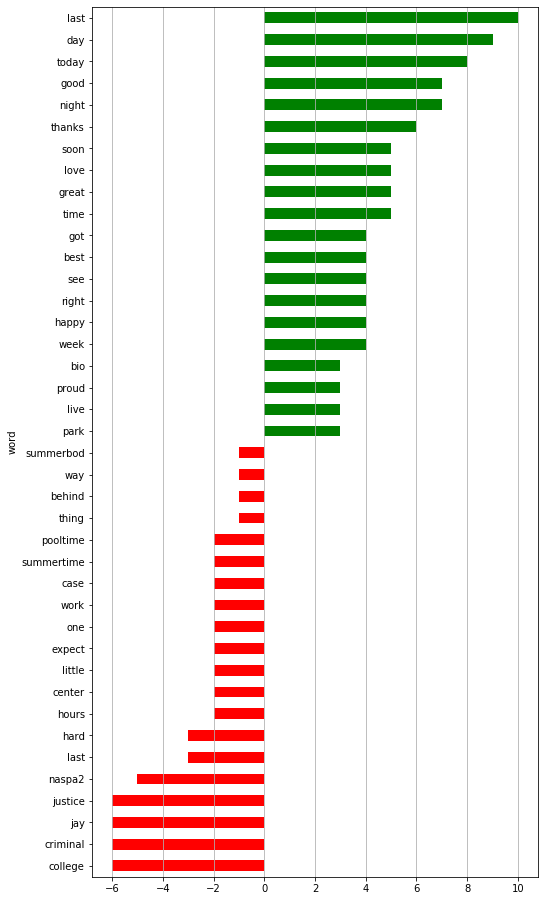 last
day
today
good
night
thanks
soon
love
great
time
got
best
see
right
happy
week
bio
proud
live
park
word
summerbod
way
behind
thing
pooltime
summertime
case
work
one
expect
little
center
hours
hard
last
naspa2
justice
jay
criminal
college
−6 −4 −2 0 2 4 6 8 10